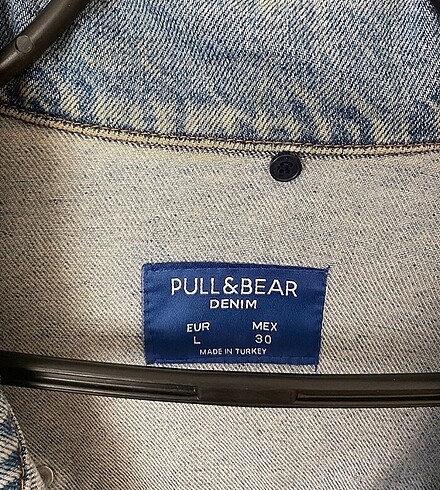 PULL&BEAR
DENIM
EUR MEX
L 30
MADE IN TURKEY